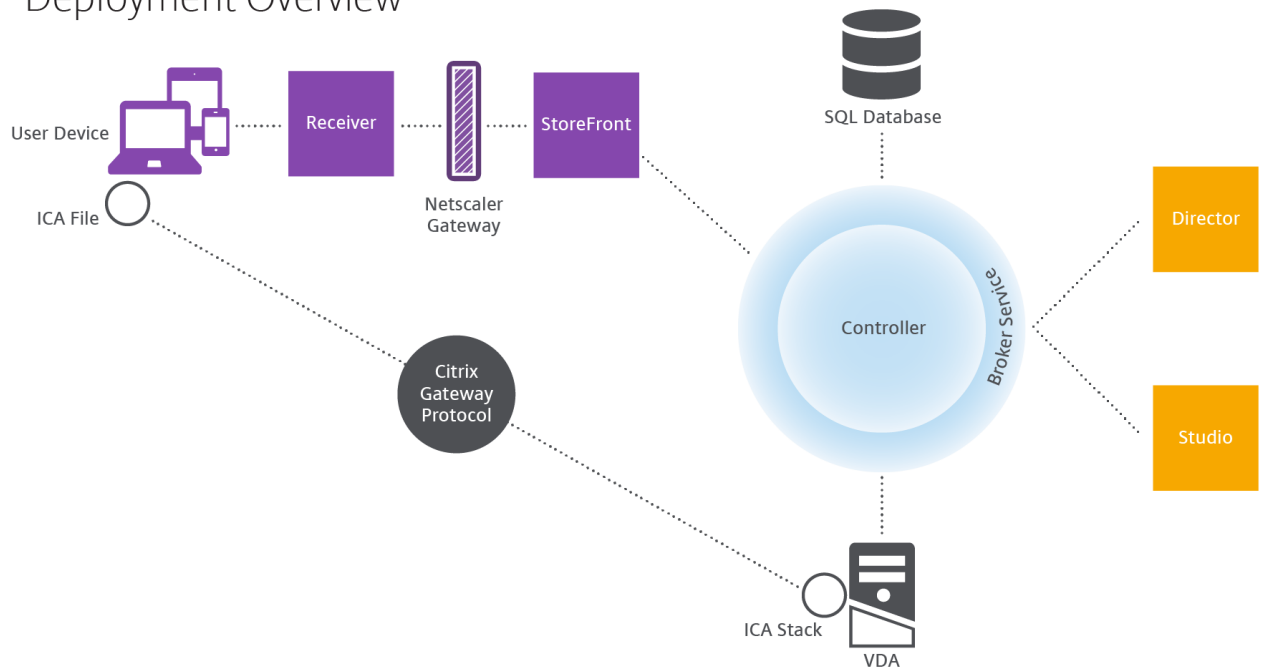 Deployment Overview
SQL Database
User Device
Receiver
StoreFront
ICA File
Netscaler
Gateway
Director
Controller
Broker Service
Citrix
Gateway
Protocol
Studio
ICA Stack
VDA